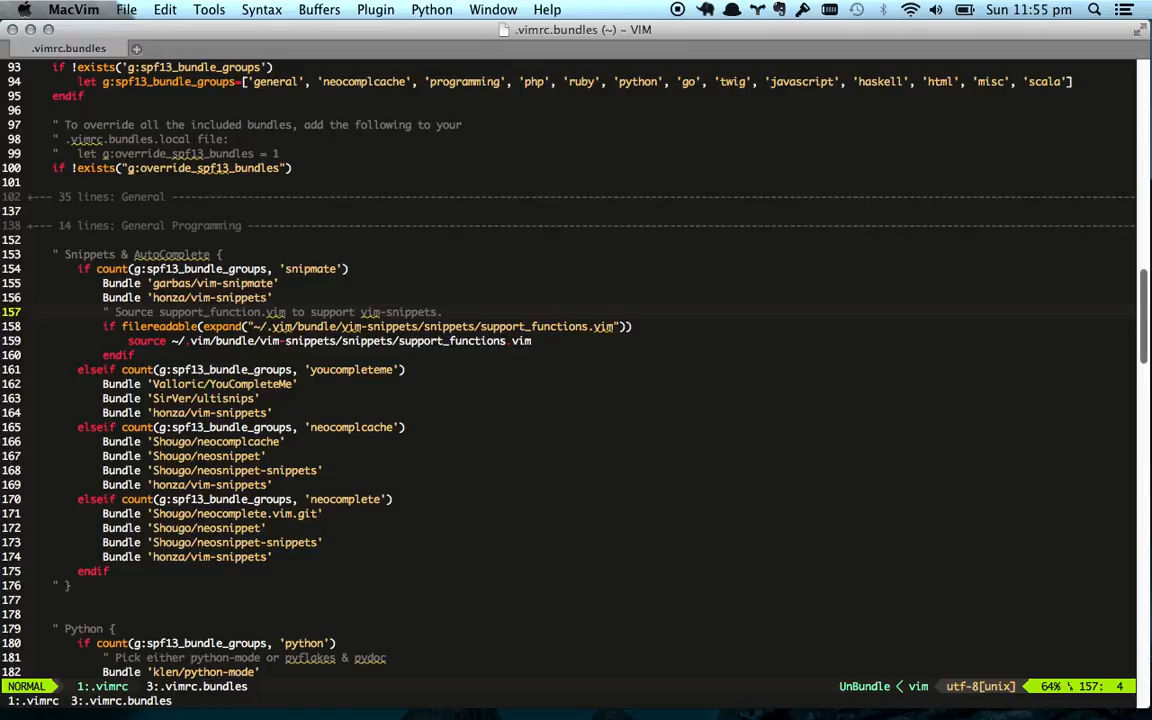 MacVim File Edit Tools Syntax Buffers Plugin Python Window Help Sun 11:55 pm
.vimrc.bundles (~) – VIM
.vimrc.bundles
93 if !exists('g:spf13_bundle_groups')
94 let g:spf13_bundle_groups=['general', 'neocomplcache', 'programming', 'php', 'ruby', 'python', 'go', 'twig', 'javascript', 'haskell', 'html', 'misc', 'scala']
95 endif
96
97 " To override all the included bundles, add the following to your
98 " .vimrc.bundles.local file:
99 " let g:override_spf13_bundles = 1
100 if !exists("g:override_spf13_bundles")
101
102 +--- 35 lines: General ---
137
138 +--- 14 lines: General Programming ---
152
153 " Snippets & AutoComplete {
154 if count(g:spf13_bundle_groups, 'snipmate')
155 Bundle 'garbas/vim-snipmate'
156 Bundle 'honza/vim-snippets'
157 " Source support_function.vim to support vim-snippets.
158 if filereadable(expand("~/.vim/bundle/vim-snippets/snippets/support_functions.vim"))
159 source ~/.vim/bundle/vim-snippets/snippets/support_functions.vim
160 endif
161 elseif count(g:spf13_bundle_groups, 'youcompleteme')
162 Bundle 'Valloric/YouCompleteMe'
163 Bundle 'SirVer/ultisnips'
164 Bundle 'honza/vim-snippets'
165 elseif count(g:spf13_bundle_groups, 'neocomplcache')
166 Bundle 'Shougo/neocomplcache'
167 Bundle 'Shougo/neosnippet'
168 Bundle 'Shougo/neosnippet-snippets'
169 Bundle 'honza/vim-snippets'
170 elseif count(g:spf13_bundle_groups, 'neocomplete')
171 Bundle 'Shougo/neocomplete.vim.git'
172 Bundle 'Shougo/neosnippet'
173 Bundle 'Shougo/neosnippet-snippets'
174 Bundle 'honza/vim-snippets'
175 endif
176 " }
177
178
179 " Python {
180 if count(g:spf13_bundle_groups, 'python')
181 " Pick either python-mode or pyflakes & pydoc
182 Bundle 'klen/python-mode'
NORMAL 1:.vimrc 3:.vimrc.bundles UnBundle < vim utf-8[unix] 64% 157: 4
1:.vimrc 3:.vimrc.bundles